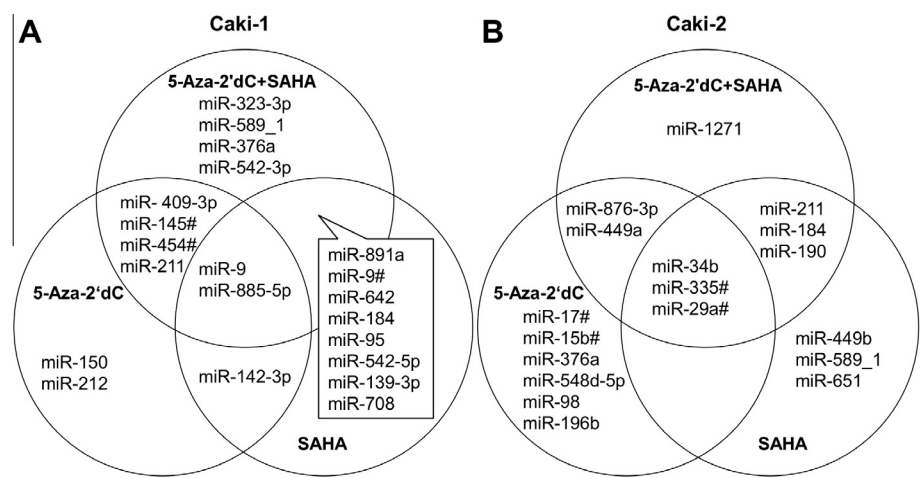 A
Caki-1
5-Aza-2'dC+SAHA
miR-323-3p
miR-589_1
miR-376a
miR-542-3p
miR- 409-3p
miR-145#
miR-454#
miR-211
miR-9
miR-885-5p
miR-891a
miR-9#
miR-642
miR-184
miR-95
miR-542-5p
miR-139-3p
miR-708
5-Aza-2‘dC
miR-150
miR-212
miR-142-3p
SAHA
B
Caki-2
5-Aza-2'dC+SAHA
miR-1271
miR-876-3p
miR-449a
miR-211
miR-184
miR-190
miR-34b
miR-335#
miR-29a#
5-Aza-2‘dC
miR-17#
miR-15b#
miR-376a
miR-548d-5p
miR-98
miR-196b
miR-449b
miR-589_1
miR-651
SAHA